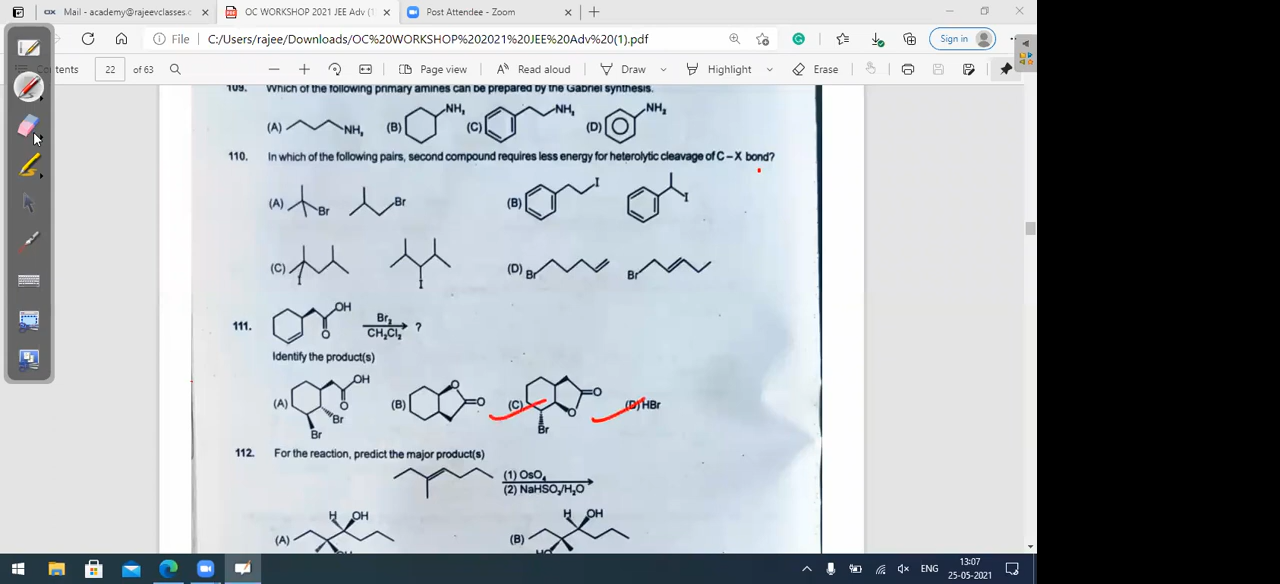 Mail - academy@rajeevclasses.c
OC WORKSHOP 2021 JEE Adv (1
Post Attendee - Zoom
File
C:/Users/rajee/Downloads/OC%20WORKSHOP%202021%20JEE%20Adv%20(1).pdf
Sign in
Contents
22
of 63
Page view
Read aloud
Draw
Highlight
Erase
109. Which of the following primary amines can be prepared by the Gabriel synthesis.
(A) NH2 (B) NH2 (C) NH2 (D) NH2
110. In which of the following pairs, second compound requires less energy for heterolytic cleavage of C – X bond?
(A) Br Br (B) I I
(C) I I (D) Br Br
111. OH O Br2 CH2Cl2 ?
Identify the product(s)
(A) OH O Br Br (B) O O (C) O O Br (D) HBr
112. For the reaction, predict the major product(s)
(1) OsO4
(2) NaHSO3/H2O
(A) H OH (B) H OH
ENG
13:07
25-05-2021